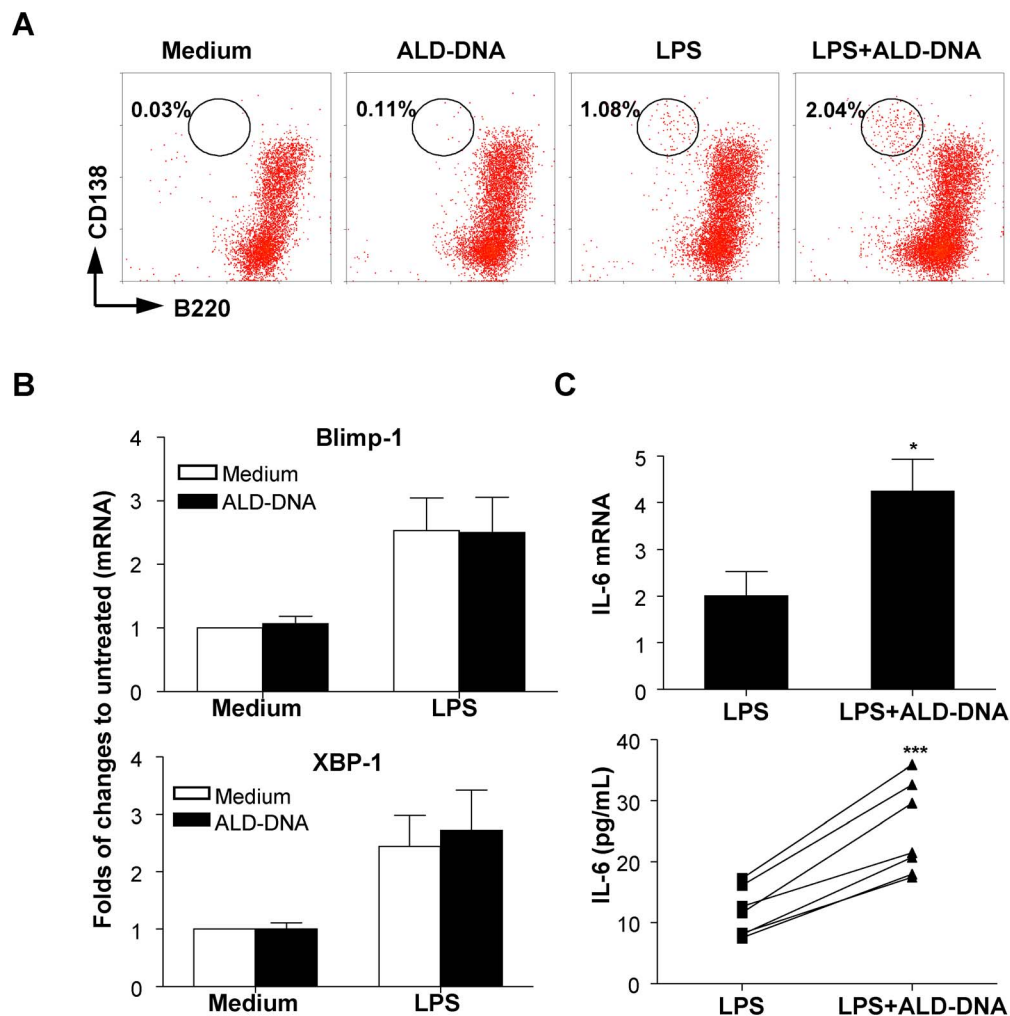 A
Medium ALD-DNA LPS LPS+ALD-DNA
0.03% 0.11% 1.08% 2.04%
CD138
B220
B
Folds of changes to untreated (mRNA)
Blimp-1
4
3
2
1
0
Medium
ALD-DNA
Medium LPS
XBP-1
4
3
2
1
0
Medium
ALD-DNA
Medium LPS
C
IL-6 mRNA
5
4
3
2
1
0
*
LPS LPS+ALD-DNA
IL-6 (pg/mL)
40
30
20
10
0
***
LPS LPS+ALD-DNA